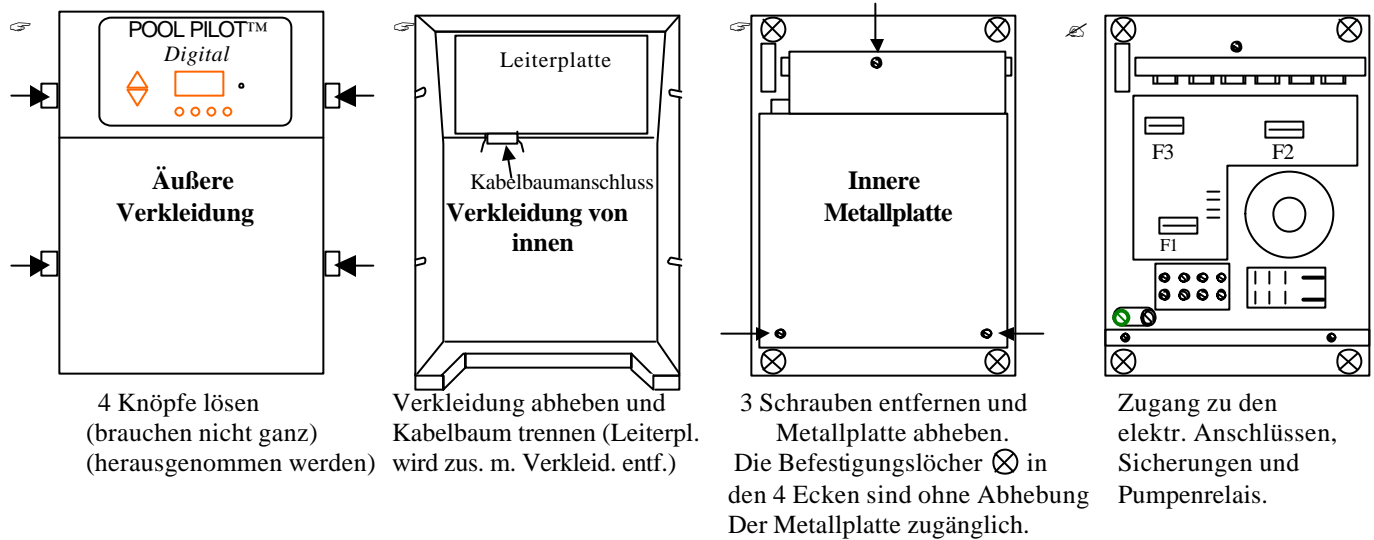 POOL PILOT™
Digital
Äußere
Verkleidung
4 Knöpfe lösen
(brauchen nicht ganz)
(herausgenommen werden)
Leiterplatte
Kabelbaumanschluss
Verkleidung von
innen
Verkleidung abheben und
Kabelbaum trennen (Leiterpl.
wird zus. m. Verkleid. entf.)
Innere
Metallplatte
3 Schrauben entfernen und
Metallplatte abheben.
Die Befestigungslöcher ⊗ in
den 4 Ecken sind ohne Abhebung
Der Metallplatte zugänglich.
F3
F2
F1
Zugang zu den
elektr. Anschlüssen,
Sicherungen und
Pumpenrelais.